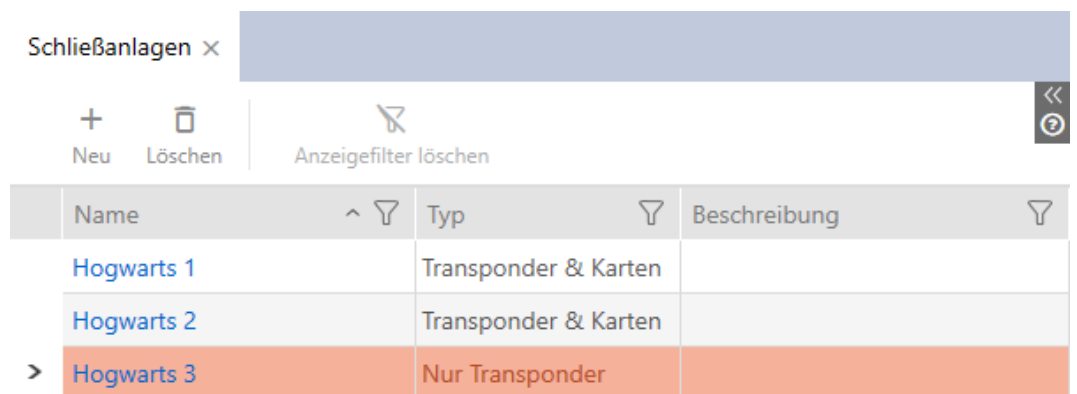 Schließanlagen
Neu Löschen Anzeigefilter löschen
Name Typ Beschreibung
Hogwarts 1 Transponder & Karten
Hogwarts 2 Transponder & Karten
Hogwarts 3 Nur Transponder